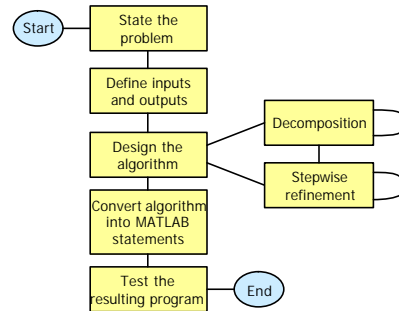 Start
State the
problem
Define inputs
and outputs
Design the
algorithm
Decomposition
Stepwise
refinement
Convert algorithm
into MATLAB
statements
Test the
resulting program
End